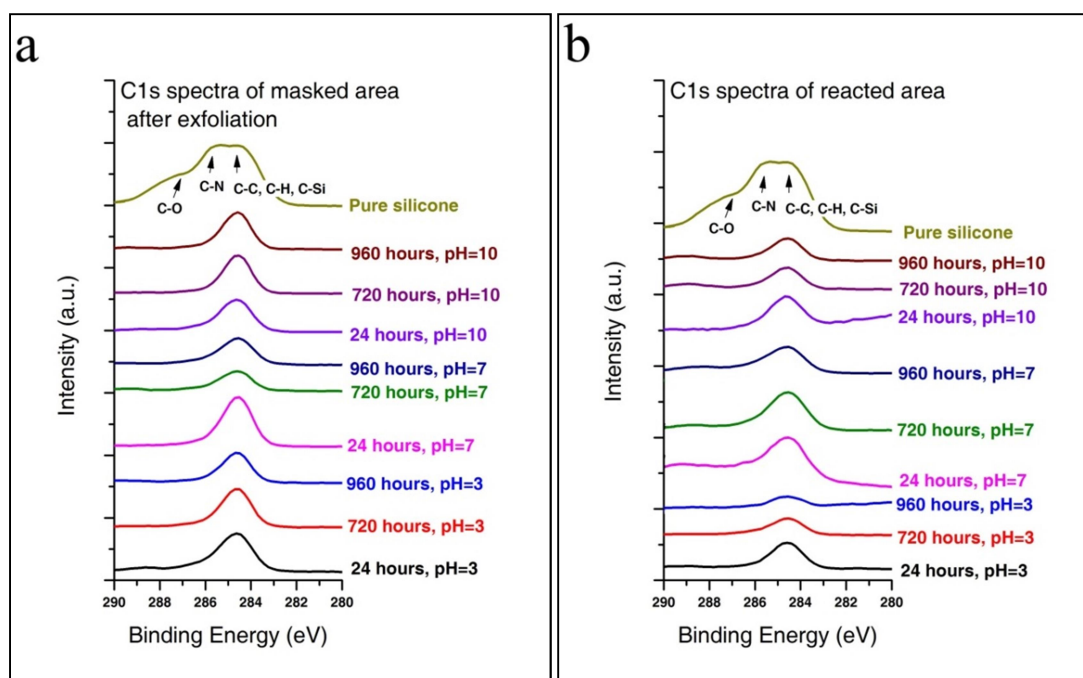 a
C1s spectra of masked area
after exfoliation
C-O
C-N
C-C, C-H, C-Si
Pure silicone
960 hours, pH=10
720 hours, pH=10
24 hours, pH=10
960 hours, pH=7
720 hours, pH=7
24 hours, pH=7
960 hours, pH=3
720 hours, pH=3
24 hours, pH=3
Intensity (a.u.)
290 288 286 284 282 280
Binding Energy (eV)
b
C1s spectra of reacted area
C-O
C-N
C-C, C-H, C-Si
Pure silicone
960 hours, pH=10
720 hours, pH=10
24 hours, pH=10
960 hours, pH=7
720 hours, pH=7
24 hours, pH=7
960 hours, pH=3
720 hours, pH=3
24 hours, pH=3
Intensity (a.u.)
290 288 286 284 282 280
Binding Energy (eV)